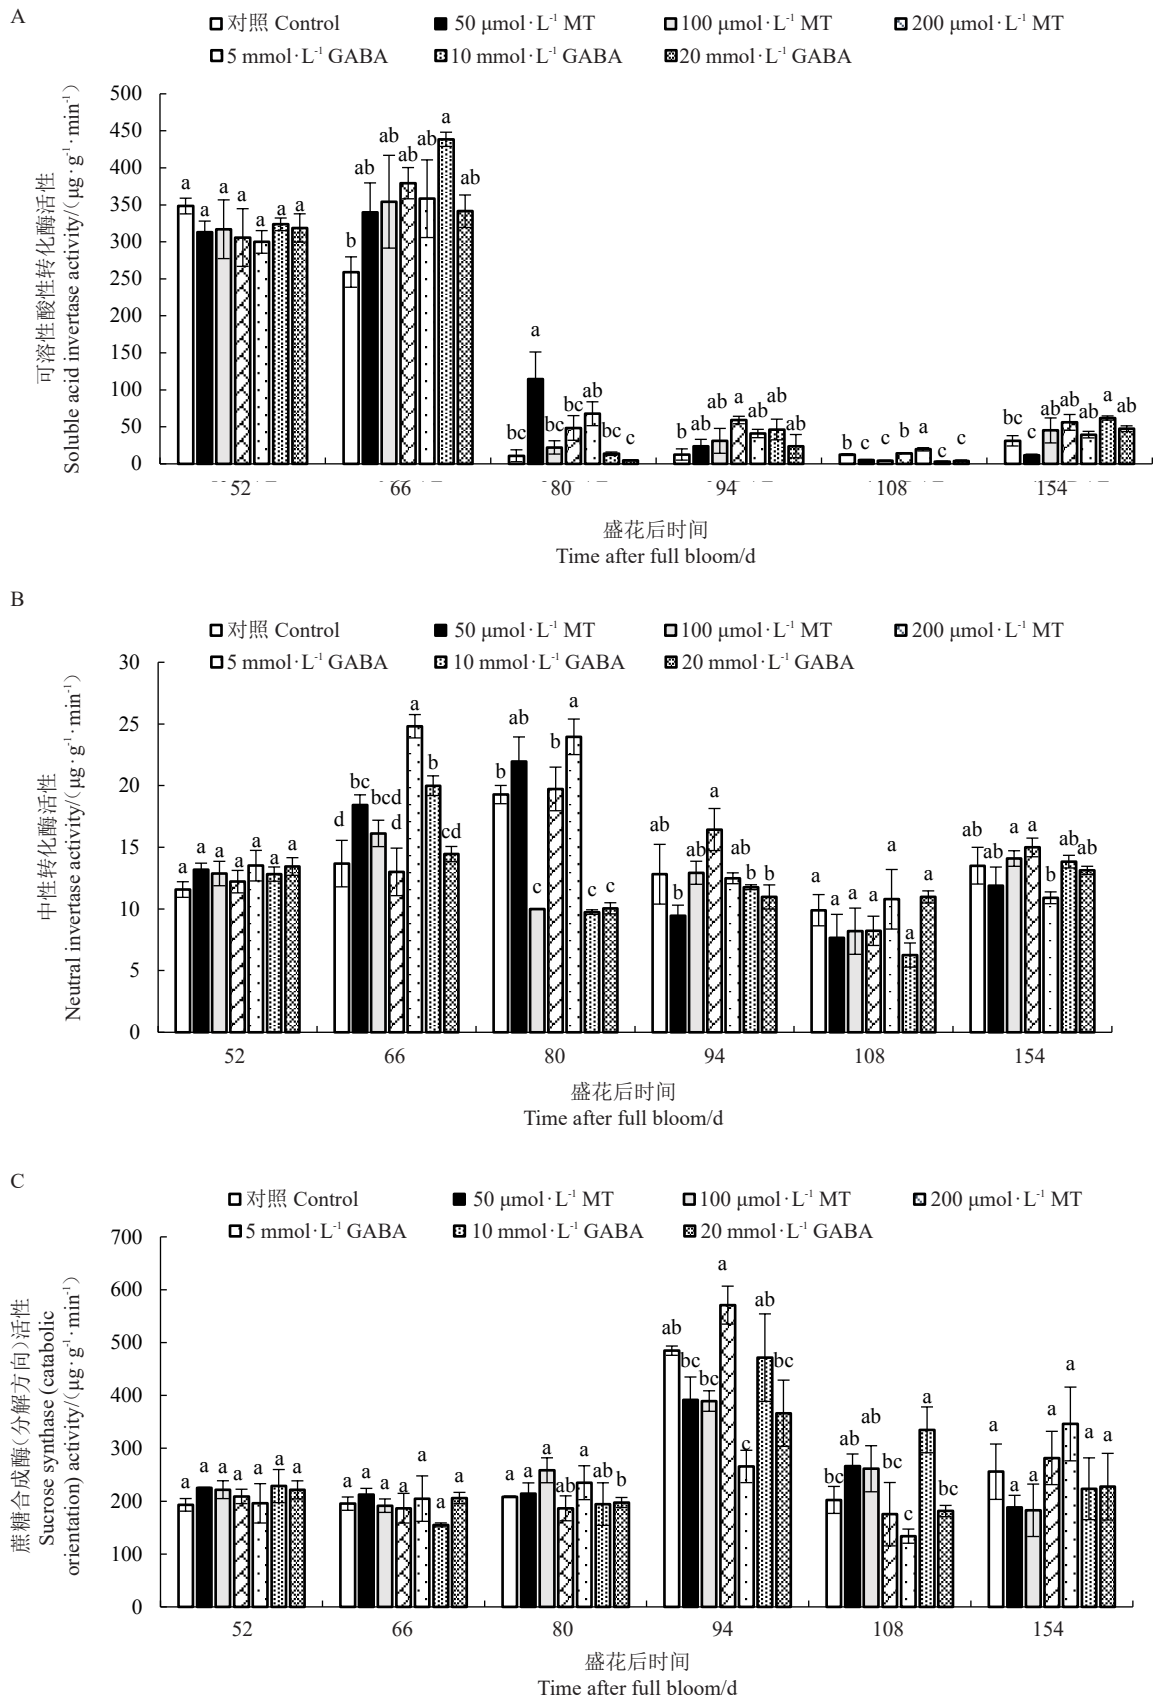 A
对照 Control 50 μmol·L⁻¹ MT 100 μmol·L⁻¹ MT 200 μmol·L⁻¹ MT
5 mmol·L⁻¹ GABA 10 mmol·L⁻¹ GABA 20 mmol·L⁻¹ GABA
可溶性酸性转化酶活性
Soluble acid invertase activity/(μg·g⁻¹·min⁻¹)
500
450
400
350
300
250
200
150
100
50
0
a a a a a a a
b ab ab ab ab a ab
bc a bc bc ab bc c
b ab ab a ab ab ab
b c c b a c c
bc c ab ab ab a ab
52 66 80 94 108 154
盛花后时间
Time after full bloom/d
B
对照 Control 50 μmol·L⁻¹ MT 100 μmol·L⁻¹ MT 200 μmol·L⁻¹ MT
5 mmol·L⁻¹ GABA 10 mmol·L⁻¹ GABA 20 mmol·L⁻¹ GABA
中性转化酶活性
Neutral invertase activity/(μg·g⁻¹·min⁻¹)
30
25
20
15
10
5
0
a a a a a a a
d bc bcd d a b cd
b ab c b a c c
ab b ab a ab b b
a a a a a a a
ab ab a a b ab ab
52 66 80 94 108 154
盛花后时间
Time after full bloom/d
C
对照 Control 50 μmol·L⁻¹ MT 100 μmol·L⁻¹ MT 200 μmol·L⁻¹ MT
5 mmol·L⁻¹ GABA 10 mmol·L⁻¹ GABA 20 mmol·L⁻¹ GABA
蔗糖合成酶(分解方向)活性
Sucrose synthase (catabolic
orientation) activity/(μg·g⁻¹·min⁻¹)
700
600
500
400
300
200
100
0
a a a a a a a
a a a a a a a
a a a ab a ab b
ab bc bc a c ab bc
bc ab ab bc c a bc
a a a a a a a
52 66 80 94 108 154
盛花后时间
Time after full bloom/d